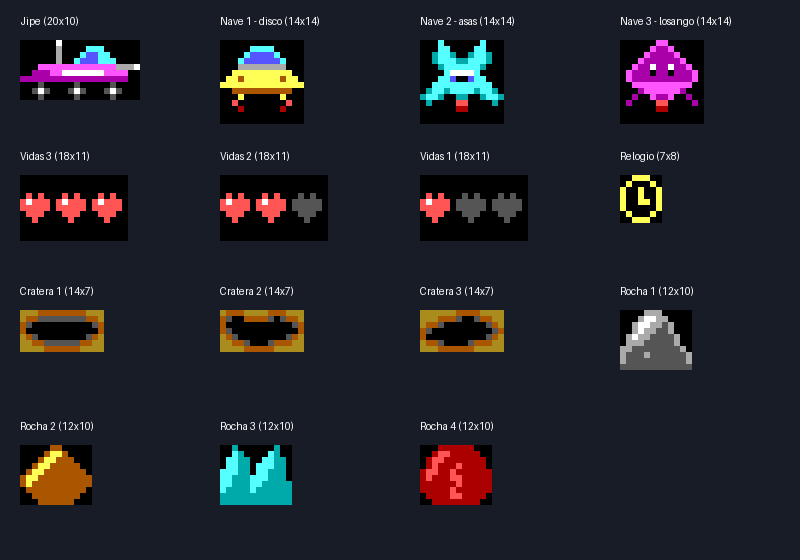 Jipe (20x10)
Nave 1 - disco (14x14)
Nave 2 - asas (14x14)
Nave 3 - losango (14x14)
Vidas 3 (18x11)
Vidas 2 (18x11)
Vidas 1 (18x11)
Relogio (7x8)
Cratera 1 (14x7)
Cratera 2 (14x7)
Cratera 3 (14x7)
Rocha 1 (12x10)
Rocha 2 (12x10)
Rocha 3 (12x10)
Rocha 4 (12x10)